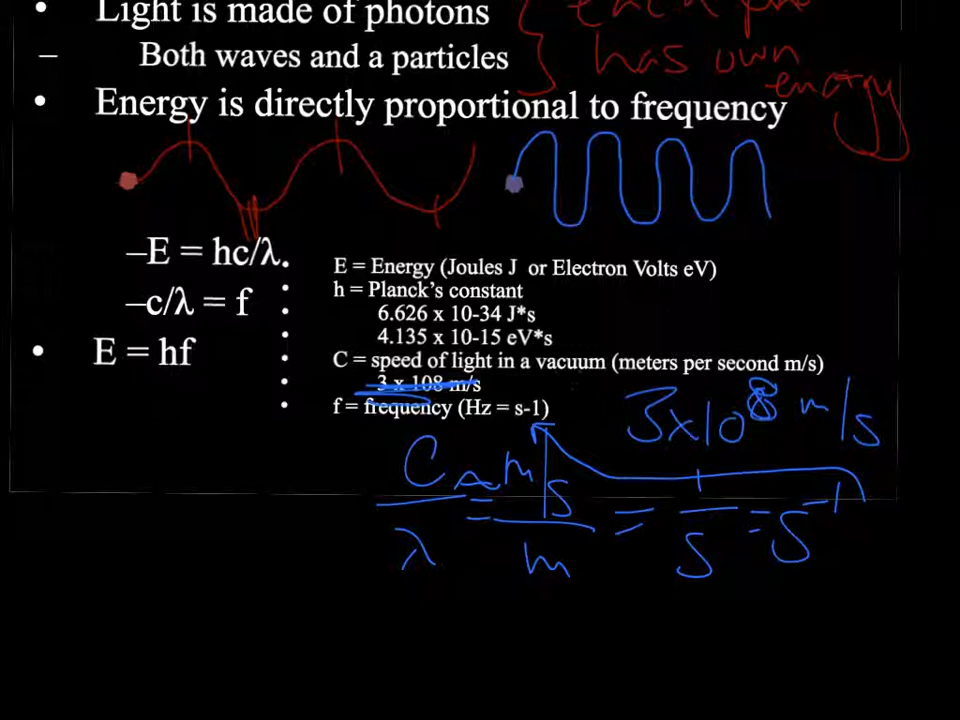 • Light is made of photons
– Both waves and a particles
has own
energy
• Energy is directly proportional to frequency
–E = hc/λ.
–c/λ = f
• E = hf
E = Energy (Joules J or Electron Volts eV)
h = Planck's constant
6.626 x 10-34 J*s
4.135 x 10-15 eV*s
C = speed of light in a vacuum (meters per second m/s)
3 x 108 m/s
f = frequency (Hz = s-1)
3x10^8 m/s
C/λ = m/s / m = 1/s = s^-1